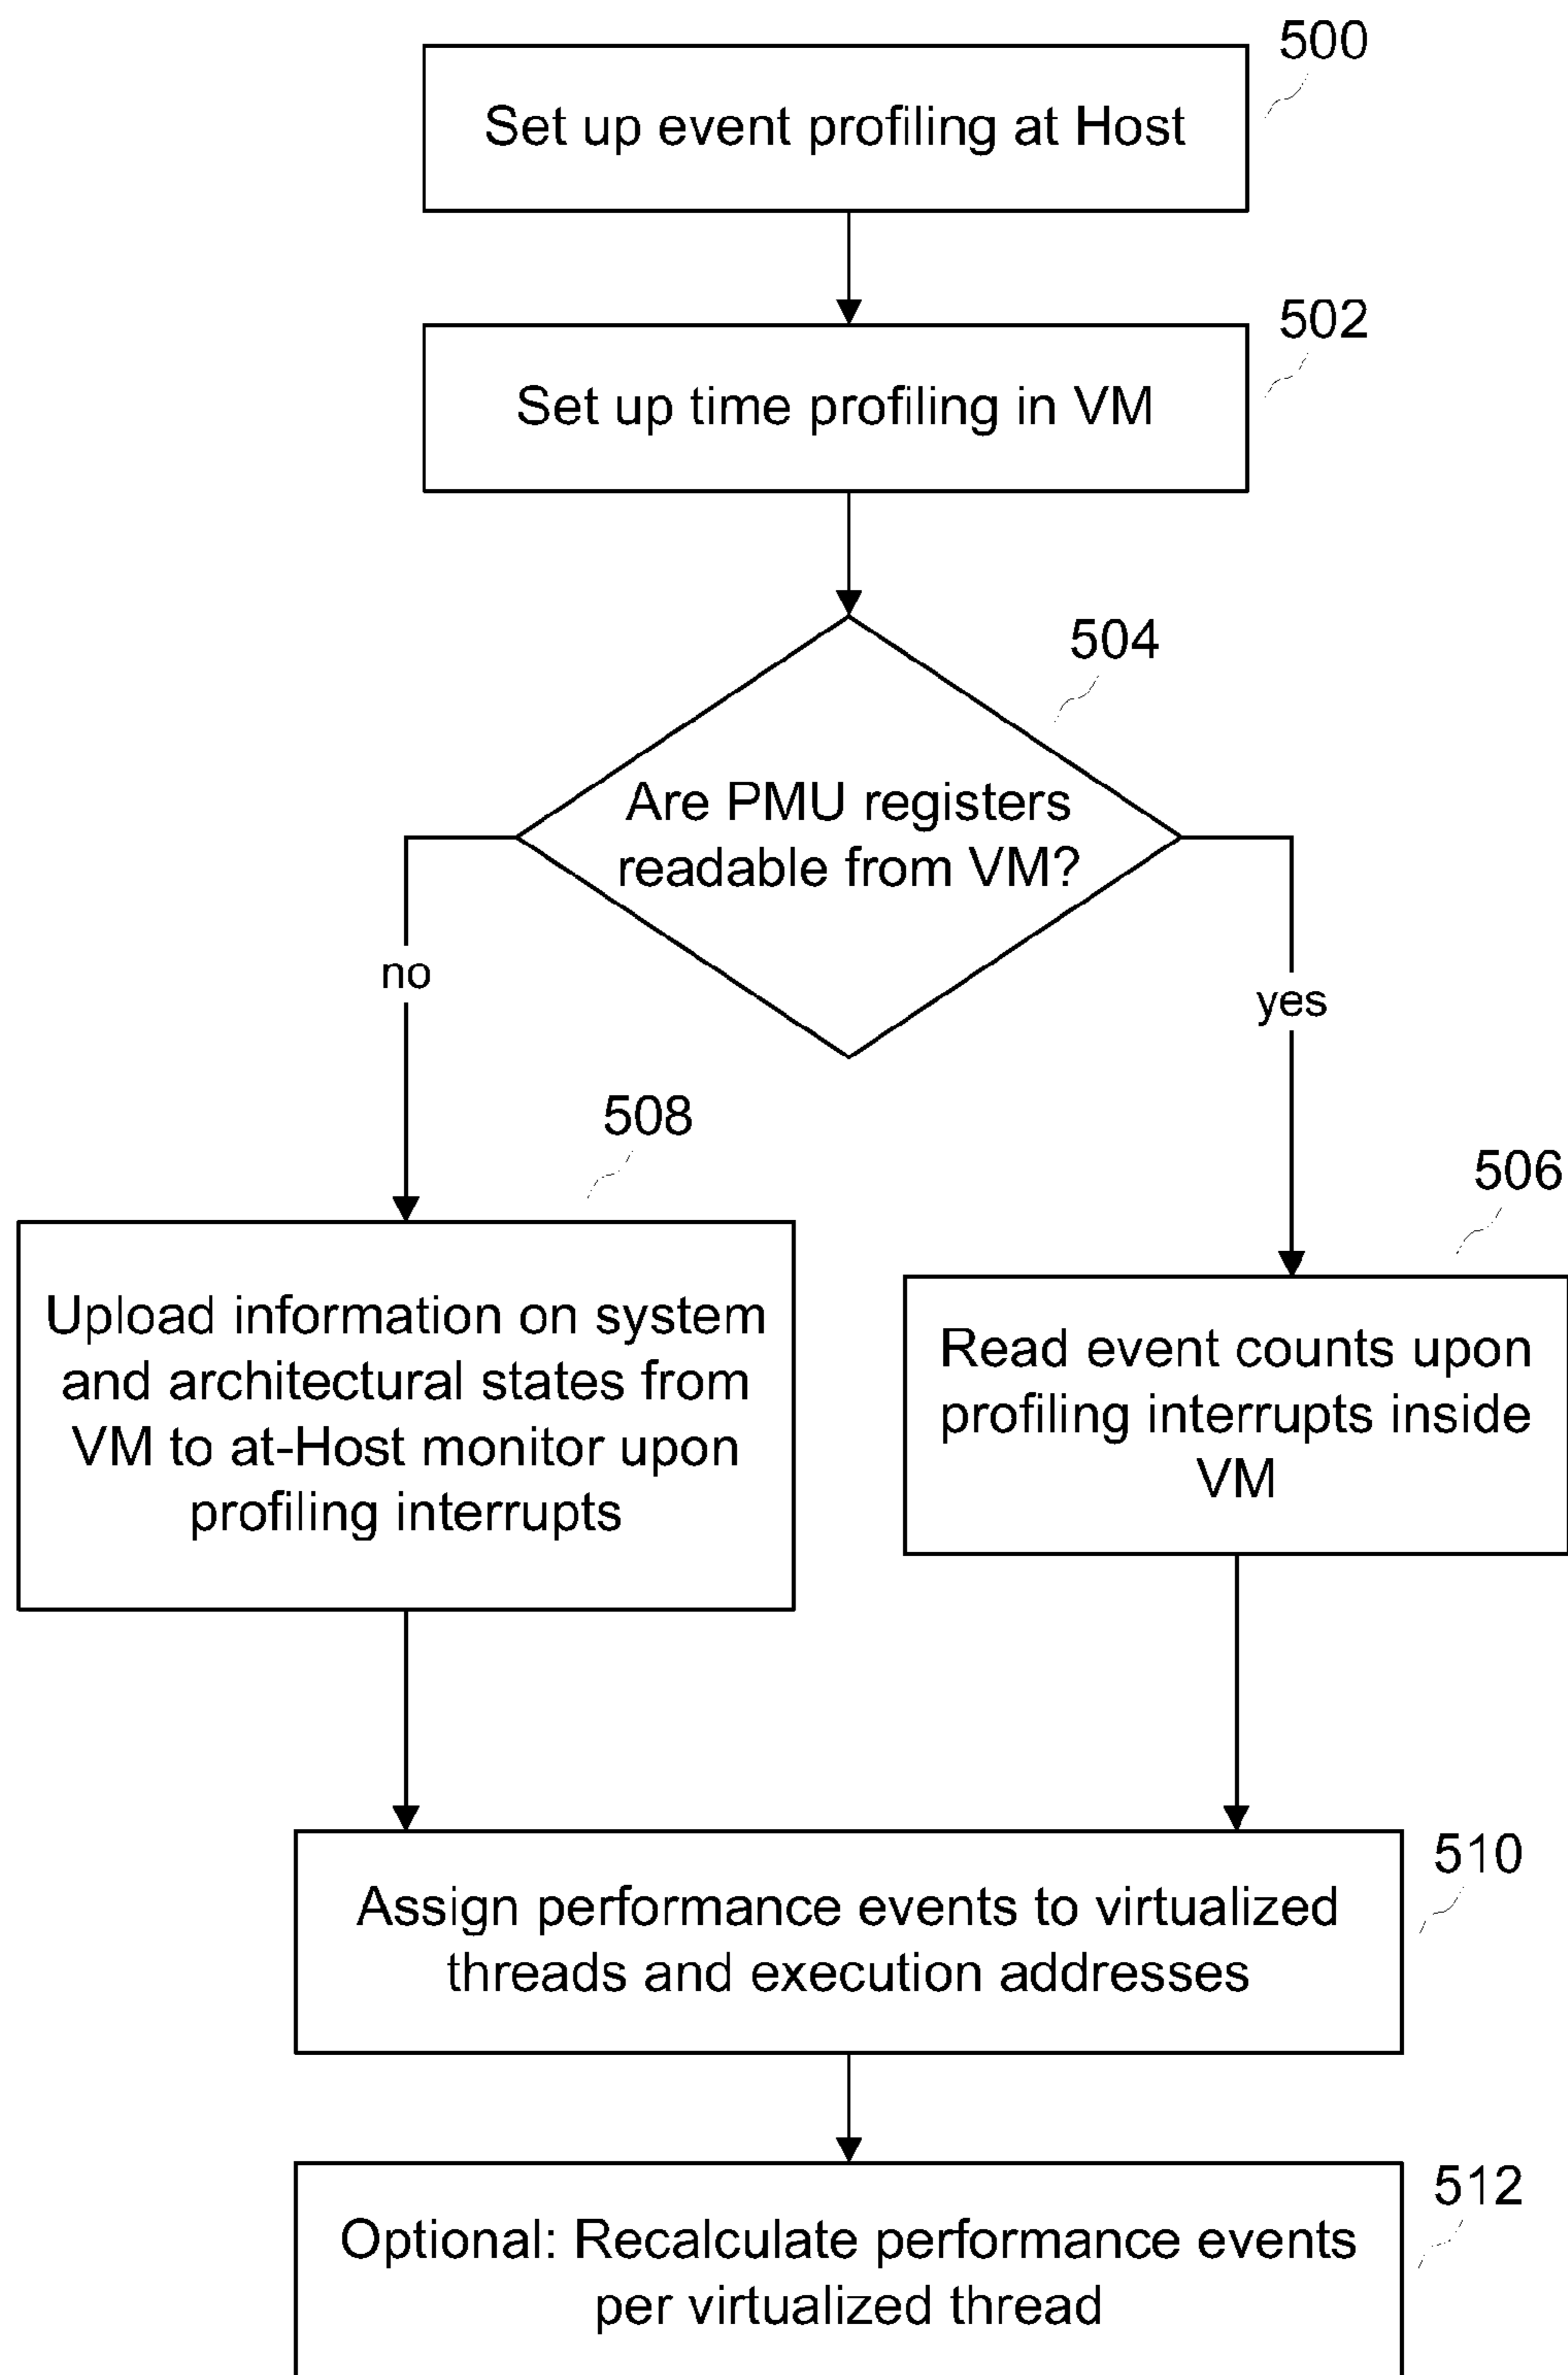 500
Set up event profiling at Host
502
Set up time profiling in VM
504
Are PMU registers
readable from VM?
no
yes
508
506
Upload information on system
and architectural states from
VM to at-Host monitor upon
profiling interrupts
Read event counts upon
profiling interrupts inside
VM
510
Assign performance events to virtualized
threads and execution addresses
512
Optional: Recalculate performance events
per virtualized thread